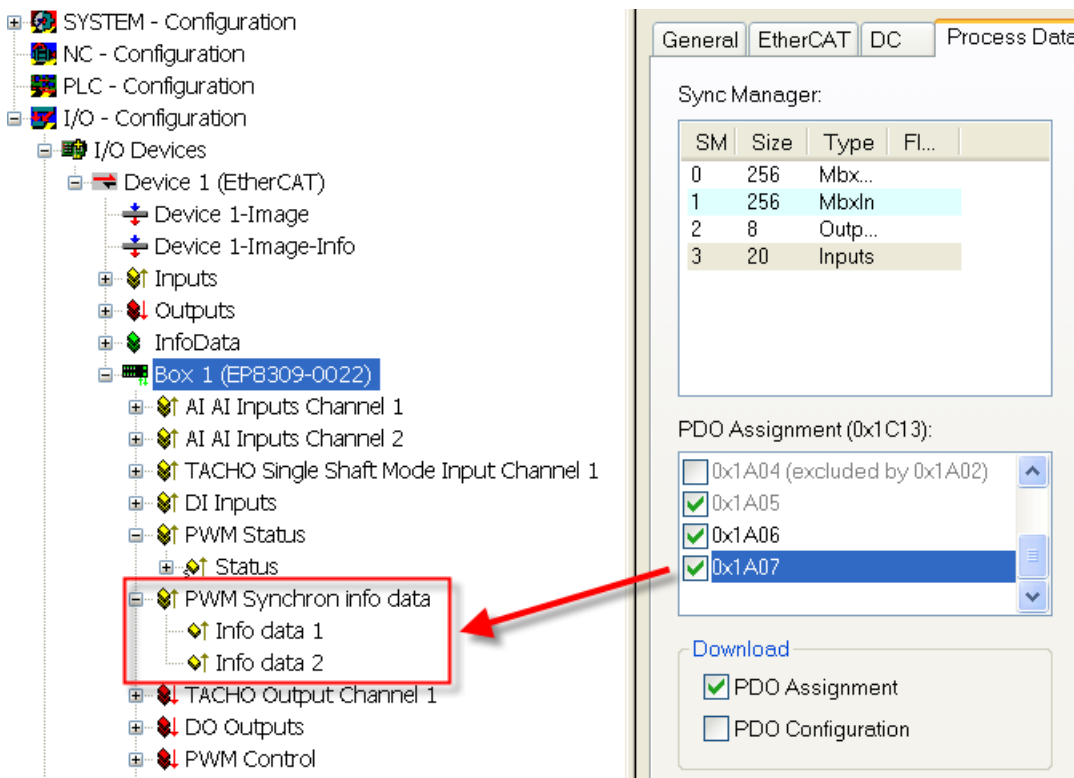 SYSTEM - Configuration
NC - Configuration
PLC - Configuration
I/O - Configuration
I/O Devices
Device 1 (EtherCAT)
Device 1-Image
Device 1-Image-Info
Inputs
Outputs
InfoData
Box 1 (EP8309-0022)
AI AI Inputs Channel 1
AI AI Inputs Channel 2
TACHO Single Shaft Mode Input Channel 1
DI Inputs
PWM Status
Status
PWM Synchron info data
Info data 1
Info data 2
TACHO Output Channel 1
DO Outputs
PWM Control
General EtherCAT DC Process Data
Sync Manager:
SM Size Type Fl...
0 256 Mbx...
1 256 MbxIn
2 8 Outp...
3 20 Inputs
PDO Assignment (0x1C13):
0x1A04 (excluded by 0x1A02)
0x1A05
0x1A06
0x1A07
Download
PDO Assignment
PDO Configuration